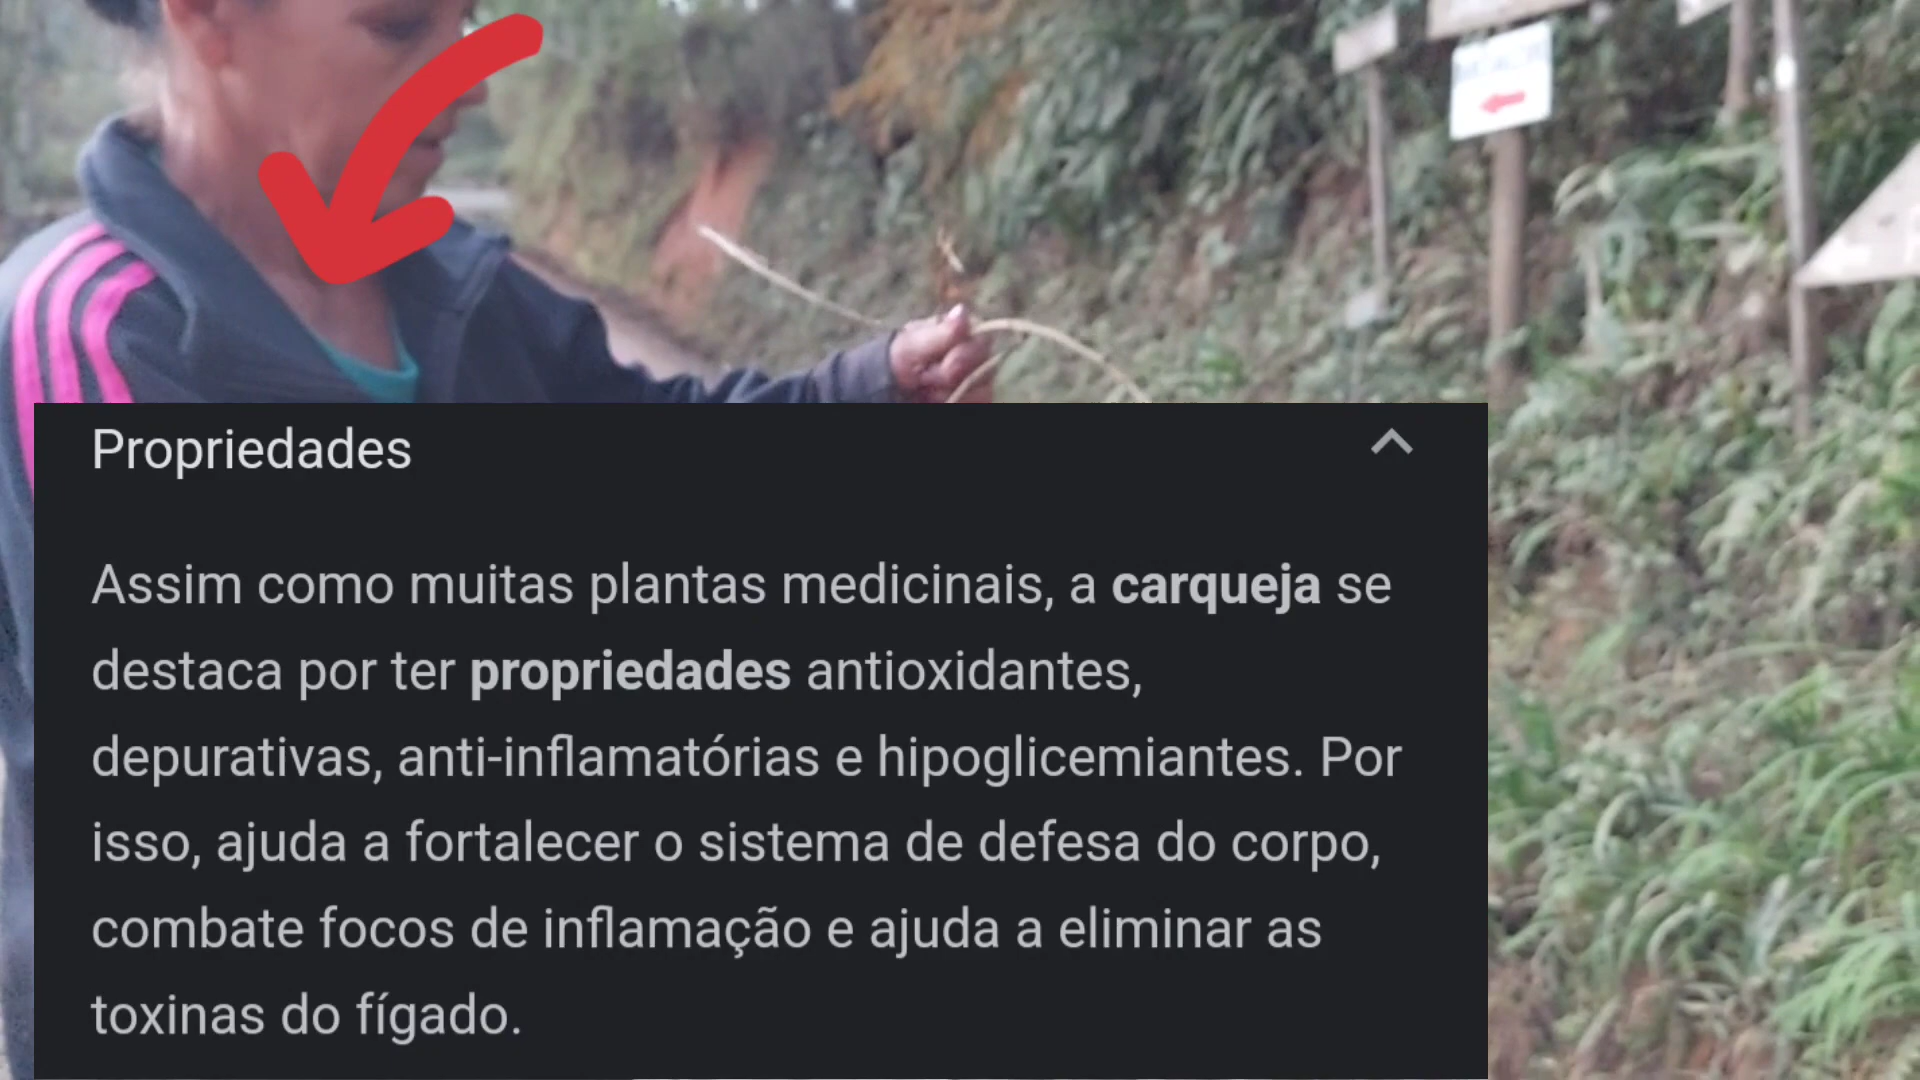 Propriedades
Assim como muitas plantas medicinais, a carqueja se
destaca por ter propriedades antioxidantes,
depurativas, anti-inflamatórias e hipoglicemiantes. Por
isso, ajuda a fortalecer o sistema de defesa do corpo,
combate focos de inflamação e ajuda a eliminar as
toxinas do fígado.